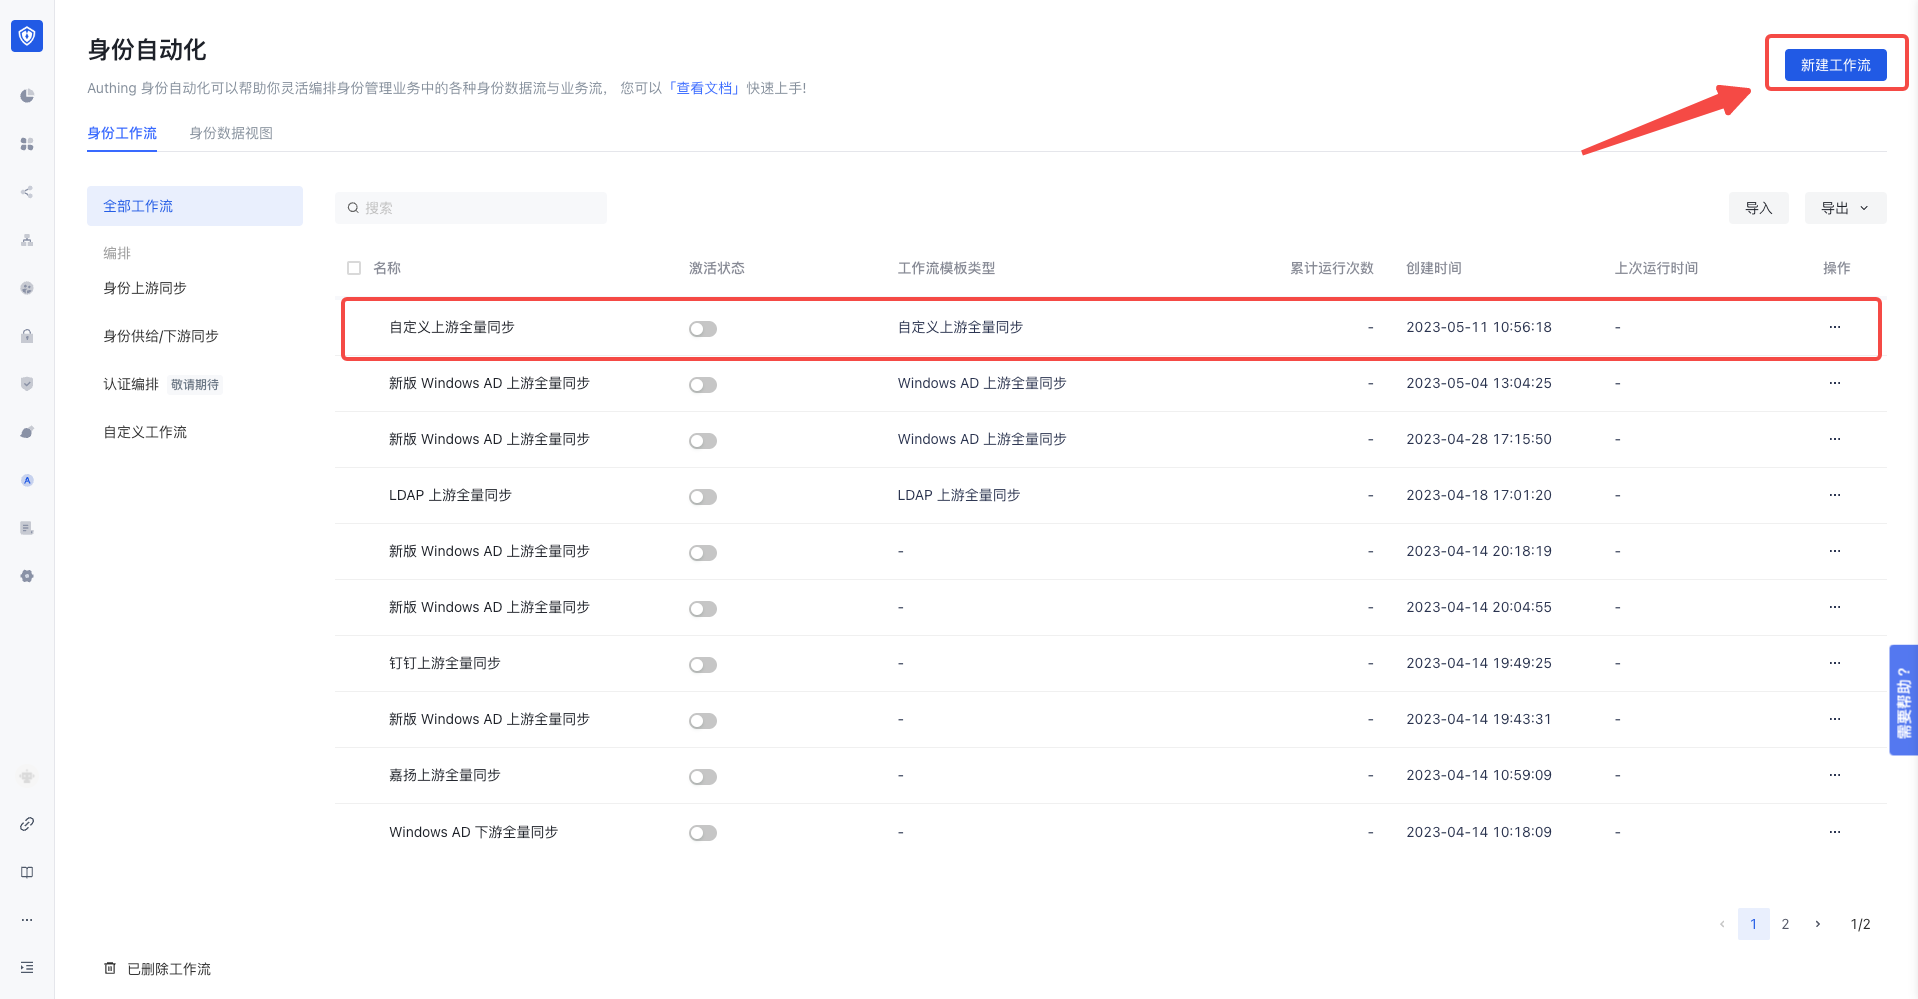 身份自动化
新建工作流
Authing 身份自动化可以帮助你灵活编排身份管理业务中的各种身份数据流与业务流， 您可以「查看文档」快速上手!
身份工作流 身份数据视图
全部工作流
编排
身份上游同步
身份供给/下游同步
认证编排 敬请期待
自定义工作流
搜索 导入 导出
名称 激活状态 工作流模板类型 累计运行次数 创建时间 上次运行时间 操作
自定义上游全量同步 自定义上游全量同步 - 2023-05-11 10:56:18 - ···
新版 Windows AD 上游全量同步 Windows AD 上游全量同步 - 2023-05-04 13:04:25 - ···
新版 Windows AD 上游全量同步 Windows AD 上游全量同步 - 2023-04-28 17:15:50 - ···
LDAP 上游全量同步 LDAP 上游全量同步 - 2023-04-18 17:01:20 - ···
新版 Windows AD 上游全量同步 - - 2023-04-14 20:18:19 - ···
新版 Windows AD 上游全量同步 - - 2023-04-14 20:04:55 - ···
钉钉上游全量同步 - - 2023-04-14 19:49:25 - ···
新版 Windows AD 上游全量同步 - - 2023-04-14 19:43:31 - ···
嘉扬上游全量同步 - - 2023-04-14 10:59:09 - ···
Windows AD 下游全量同步 - - 2023-04-14 10:18:09 - ···
需要帮助？
1 2 1/2
已删除工作流